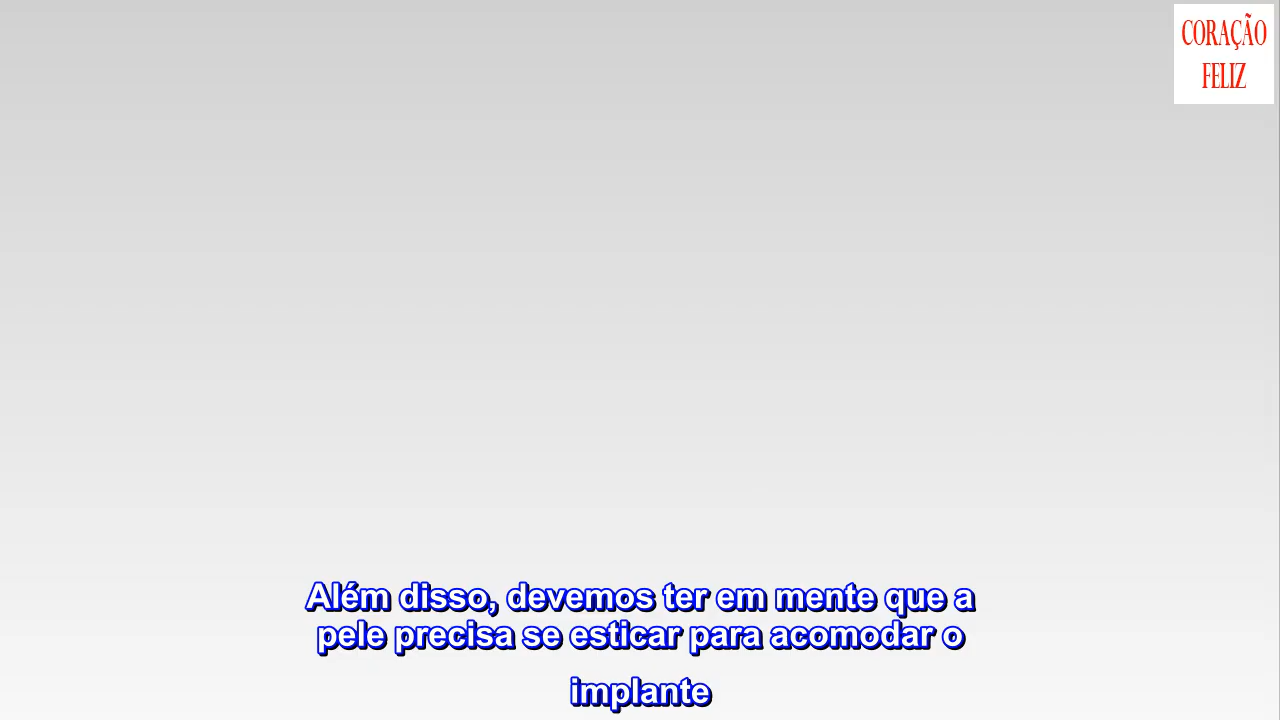 CORAÇÃO
FELIZ
Além disso, devemos ter em mente que a
pele precisa se esticar para acomodar o
implante